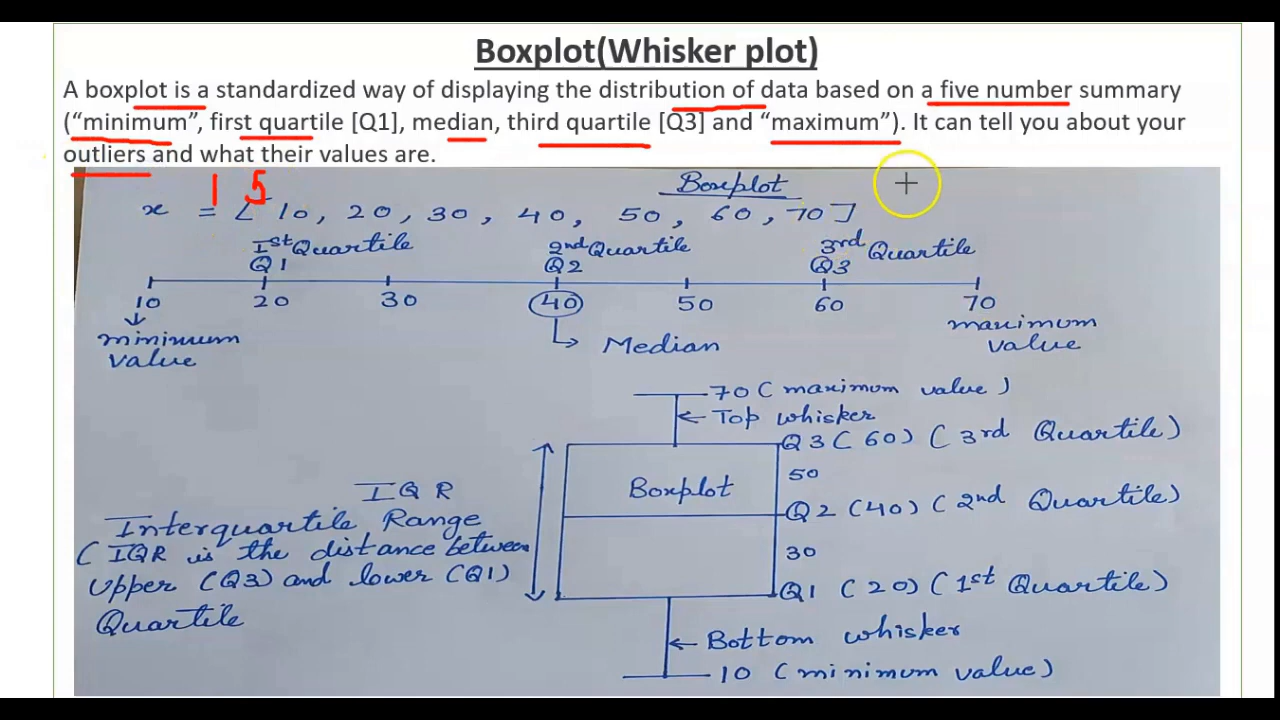 Boxplot(Whisker plot)
A boxplot is a standardized way of displaying the distribution of data based on a five number summary
(“minimum”, first quartile [Q1], median, third quartile [Q3] and “maximum”). It can tell you about your
outliers and what their values are.
1 5
Boxplot
x = [ 10, 20, 30, 40, 50, 60, 70]
Ist Quartile 2nd Quartile 3rd Quartile
Q1 Q2 Q3
10 20 30 40 50 60 70
minimum value
Median
maximum value
70 ( maximum value )
Top whisker
Q3 ( 60) ( 3rd Quartile)
50
Boxplot
Q2 (40) ( 2nd Quartile)
30
Q1 ( 20) ( 1st Quartile)
Bottom whisker
10 ( minimum value)
IQR
Interquartile Range
( IQR is the distance between
Upper (Q3) and lower (Q1)
Quartile